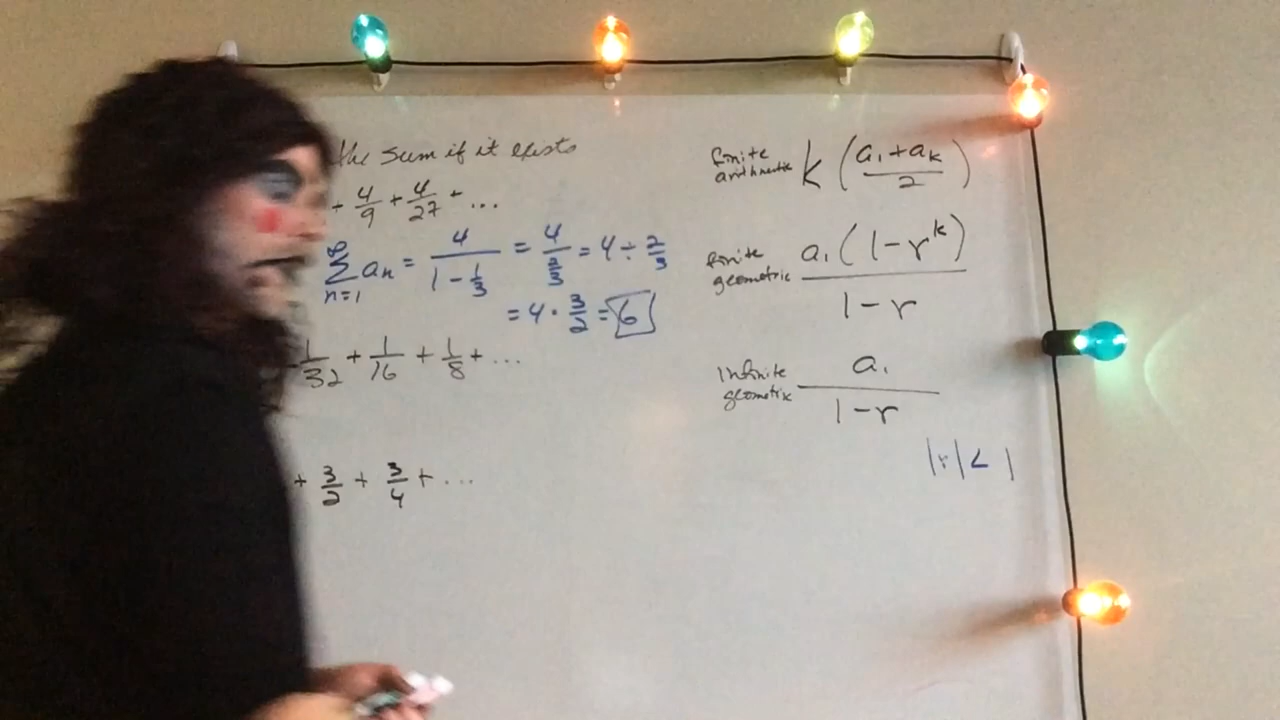 the sum if it exists
+ 4/9 + 4/27 + ...
∞ ∑ n=1 aₙ = 4/(1 - 1/3) = 4/(2/3) = 4 ÷ 2/3
= 4 · 3/2 = 6
1/32 + 1/16 + 1/8 + ...
+ 3/2 + 3/4 + ...
finite arithmetic k (a₁ + aₖ / 2)
finite geometric a₁(1 - rᵏ) / 1 - r
Infinite geometric a₁ / 1 - r
|r| < 1